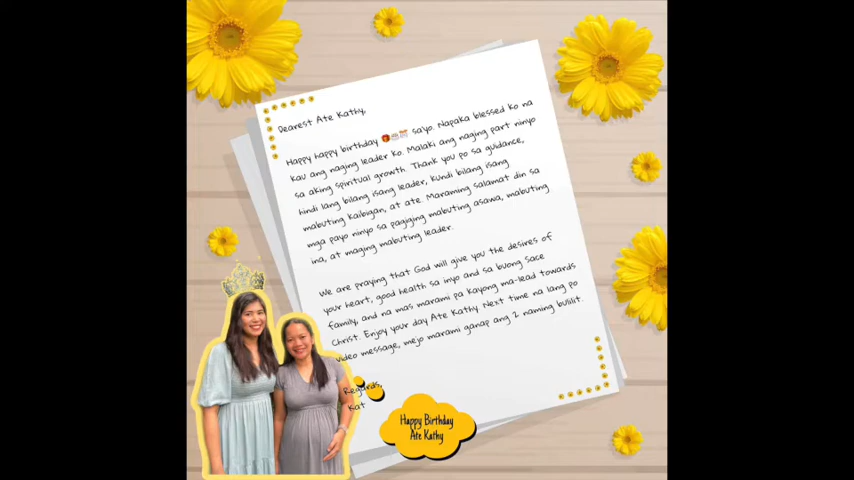 Dearest Ate Kathy,
Happy happy birthday 🎁🎂🎊 sayo. Napaka blessed ko na
kau ang naging leader ko. Malaki ang naging part ninyo
sa aking spiritual growth. Thank you po sa guidance,
hindi lang bilang isang leader, kundi bilang isang
mabuting kaibigan, at ate. Maraming salamat din sa
mga payo ninyo sa pagiging mabuting asawa, mabuting
ina, at maging mabuting leader.
We are praying that God will give you the desires of
your heart, good health sa inyo and sa buong sace
family, and na mas marami pa kayong ma-lead towards
Christ. Enjoy your day Ate Kathy. Next time na lang po
video message, mejo marami ganap ang 2 naming bulilit.
Regards,
Kat
Happy Birthday
Ate Kathy